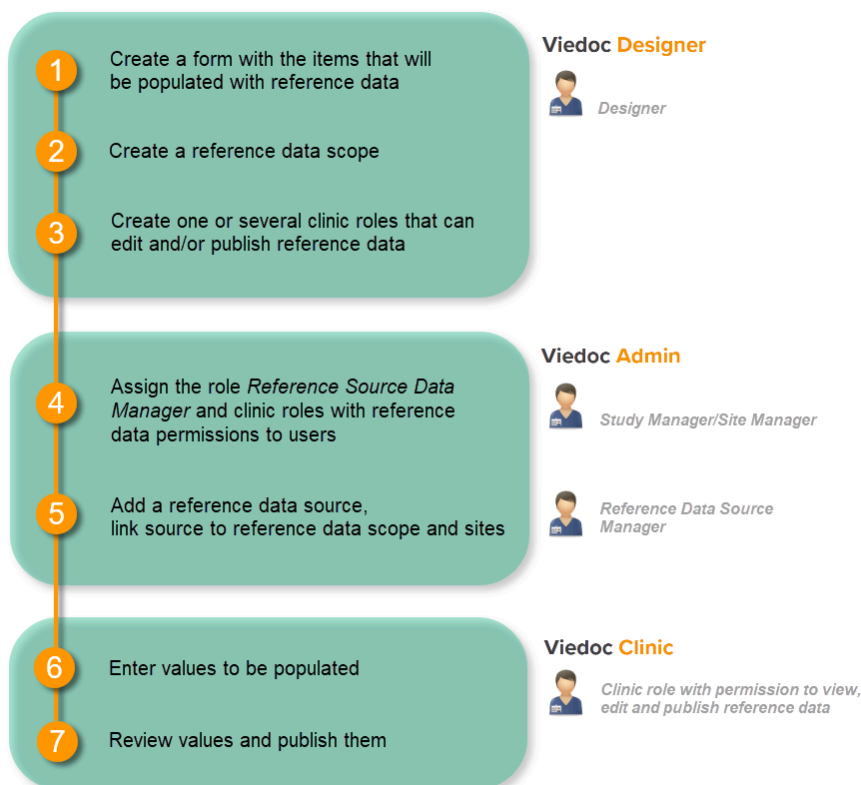 1
Create a form with the items that will
be populated with reference data
Viedoc Designer
Designer
2
Create a reference data scope
3
Create one or several clinic roles that can
edit and/or publish reference data
Viedoc Admin
4
Assign the role Reference Source Data
Manager and clinic roles with reference
data permissions to users
Study Manager/Site Manager
5
Add a reference data source,
link source to reference data scope and sites
Reference Data Source
Manager
Viedoc Clinic
6
Enter values to be populated
Clinic role with permission to view,
edit and publish reference data
7
Review values and publish them